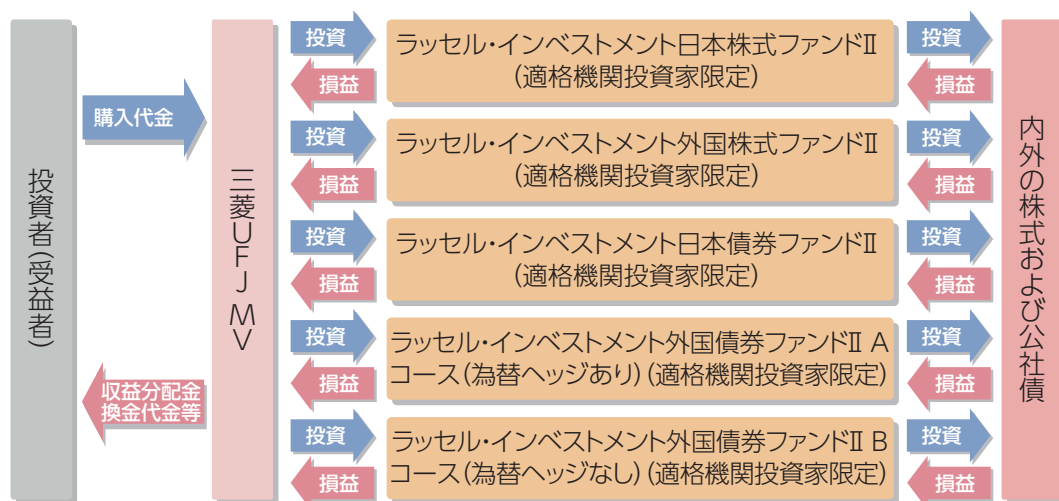 投資者(受益者)
購入代金
収益分配金
換金代金等
三菱UFJ MV
投資
損益
ラッセル・インベストメント日本株式ファンドⅡ
(適格機関投資家限定)
投資
損益
投資
損益
ラッセル・インベストメント外国株式ファンドⅡ
(適格機関投資家限定)
投資
損益
投資
損益
ラッセル・インベストメント日本債券ファンドⅡ
(適格機関投資家限定)
投資
損益
投資
損益
ラッセル・インベストメント外国債券ファンドⅡ A
コース(為替ヘッジあり)(適格機関投資家限定)
投資
損益
投資
損益
ラッセル・インベストメント外国債券ファンドⅡ B
コース(為替ヘッジなし)(適格機関投資家限定)
投資
損益
内外の株式および公社債